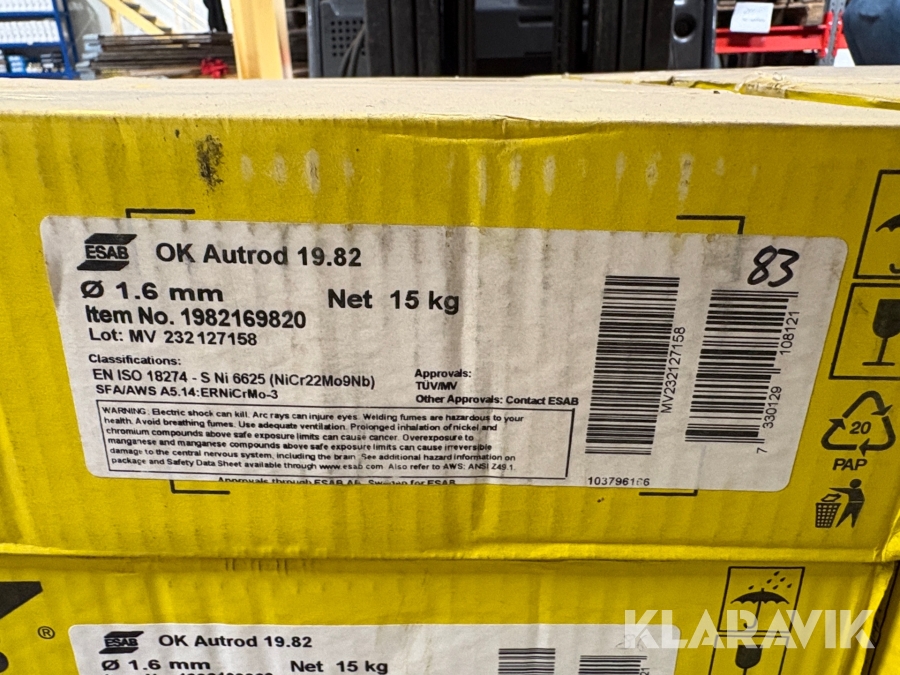 ESAB
OK Autrod 19.82
83
Ø 1.6 mm
Net 15 kg
Item No. 1982169820
Lot: MV 232127158
Classifications:
EN ISO 18274 - S Ni 6625 (NiCr22Mo9Nb)
SFA/AWS A5.14:ERNiCrMo-3
Approvals:
TÜV/MV
Other Approvals: Contact ESAB
WARNING: Electric shock can kill. Arc rays can injure eyes. Welding fumes are hazardous to your
health. Avoid breathing fumes. Use adequate ventilation. Prolonged inhalation of nickel and
chromium compounds above safe exposure limits can cause cancer. Overexposure to
manganese and manganese compounds above safe exposure limits can cause irreversible
damage to the central nervous system, including the brain. See additional hazard information on
package and Safety Data Sheet available through www.esab.com. Also refer to AWS: ANSI Z49.1.
Approvals through ESAB AB, Sweden for ESAB
MV232127158
7 330129 108121
20
PAP
®
ESAB
OK Autrod 19.82
Ø 1.6 mm
Net 15 kg
KLARAVIK